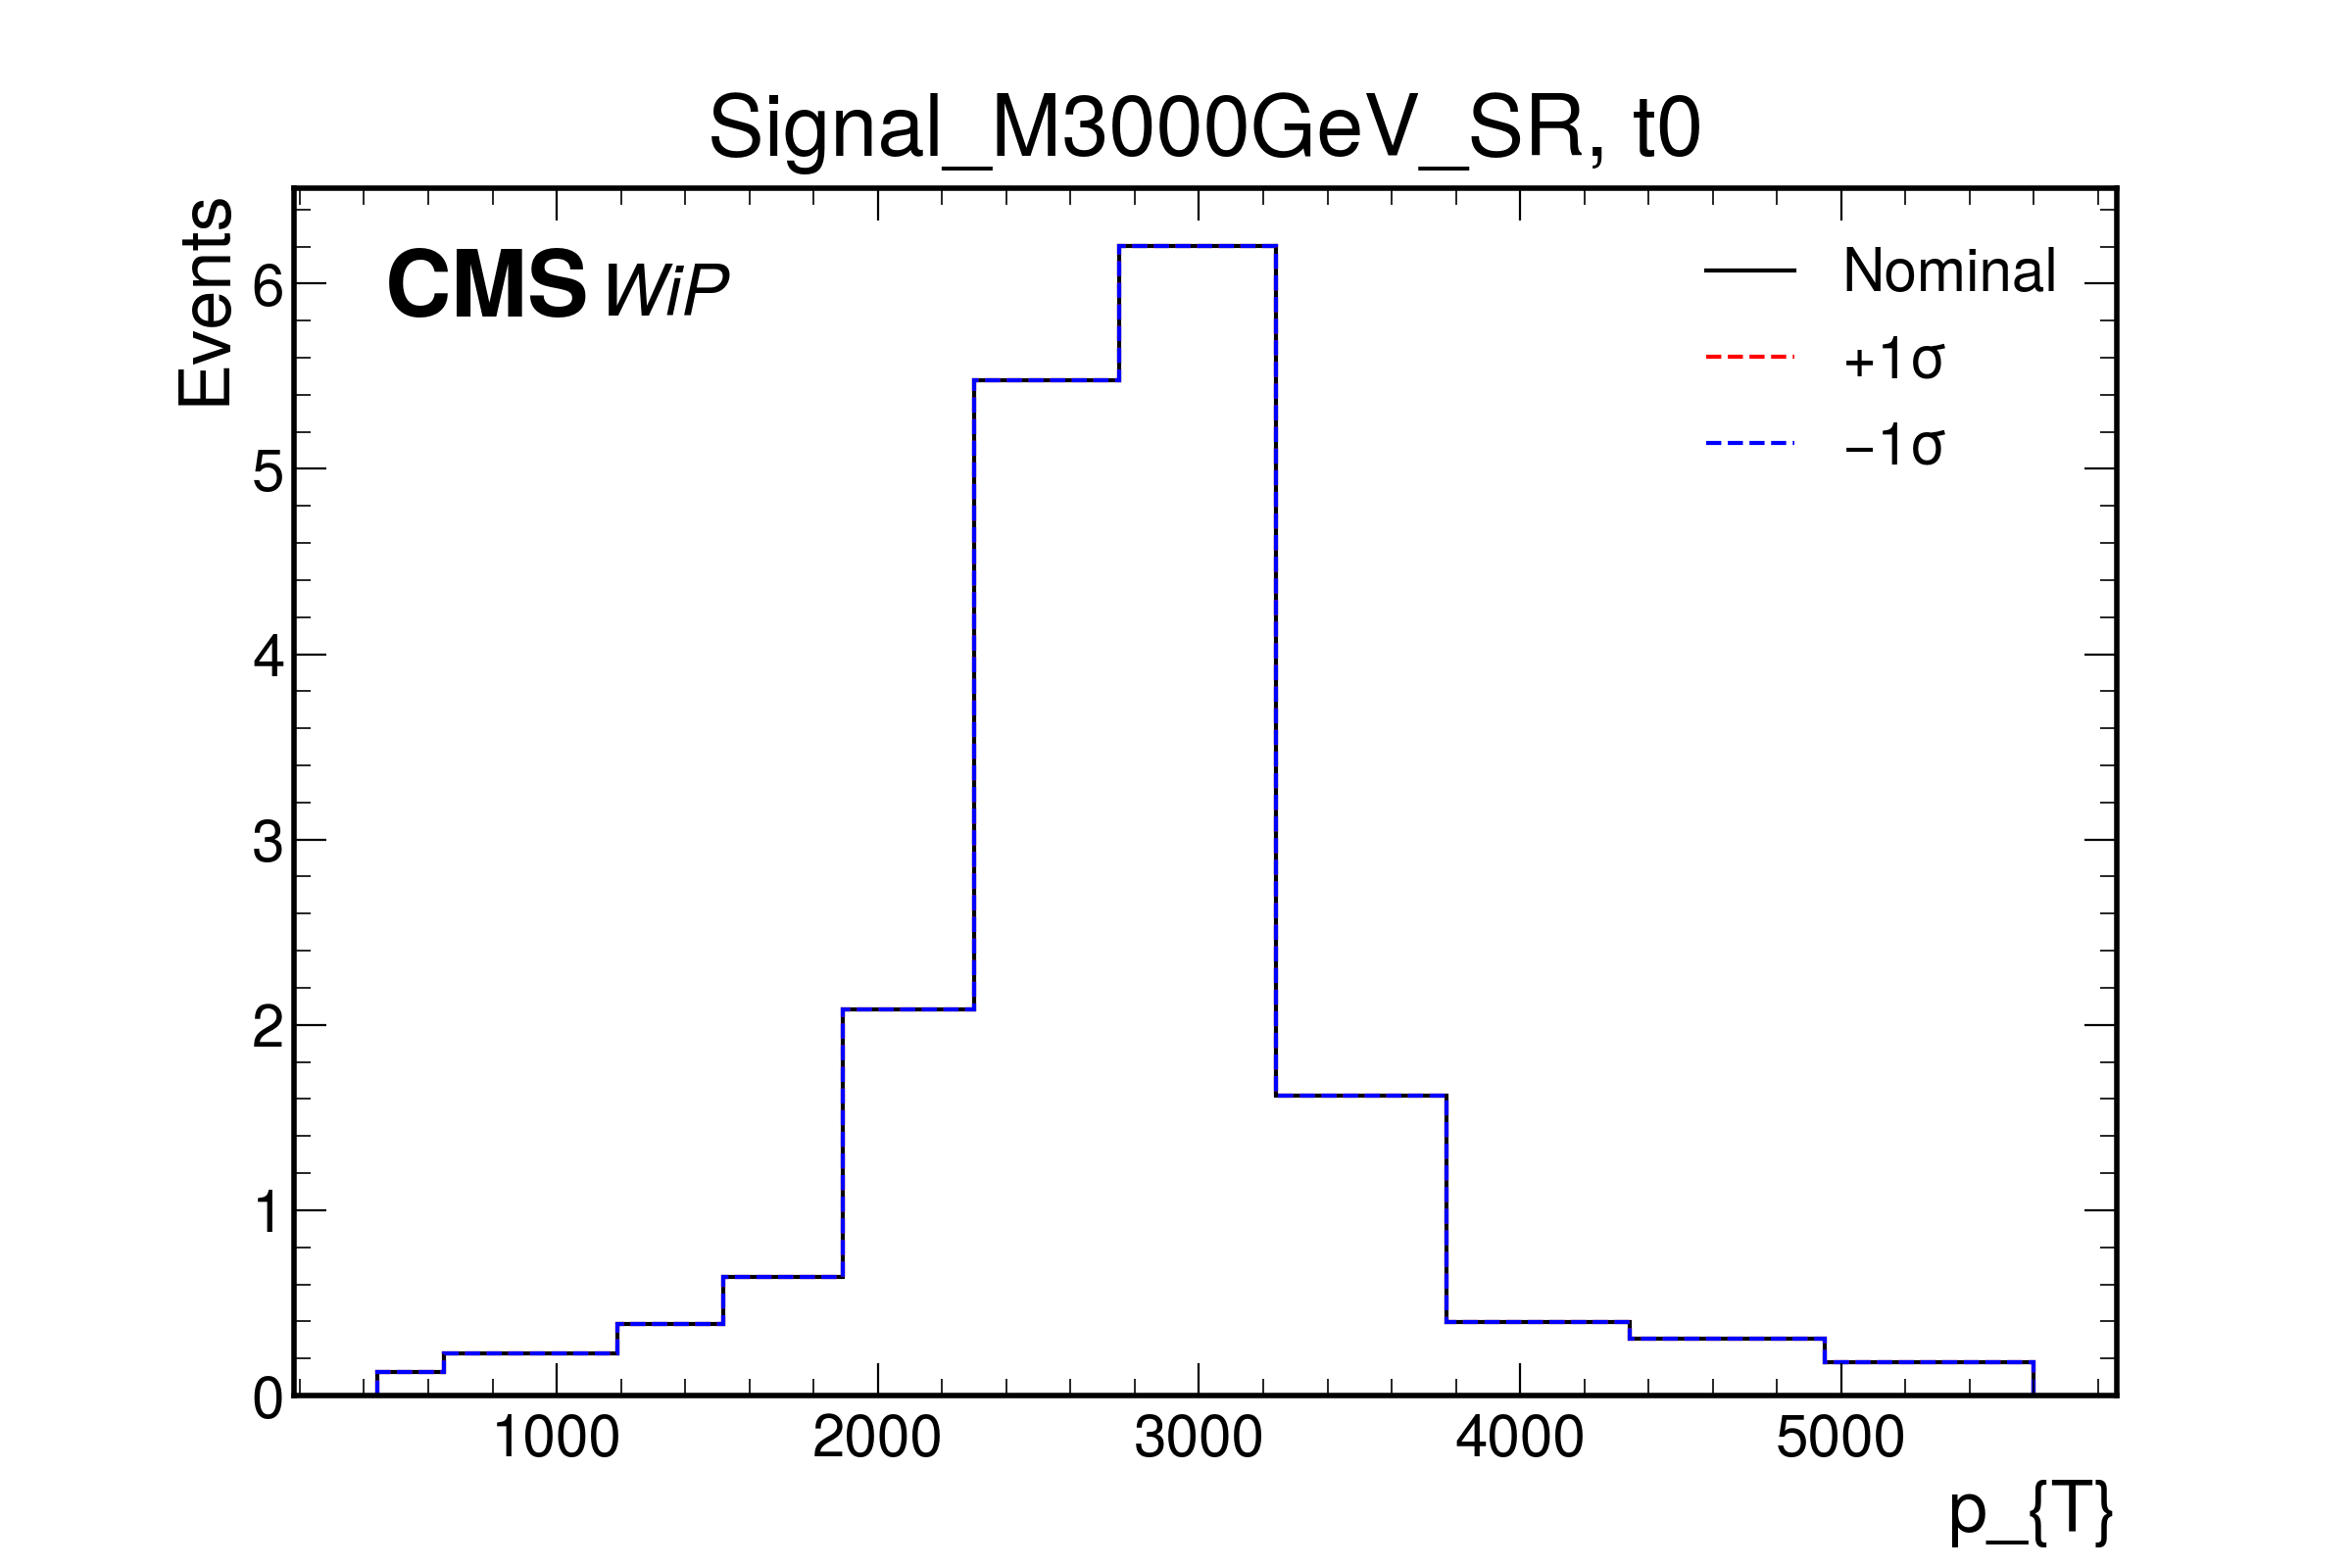 Signal_M3000GeV_SR, t0
Events
CMS WiP
Nominal
+1σ
−1σ
6
5
4
3
2
1
0
1000 2000 3000 4000 5000
p_{T}